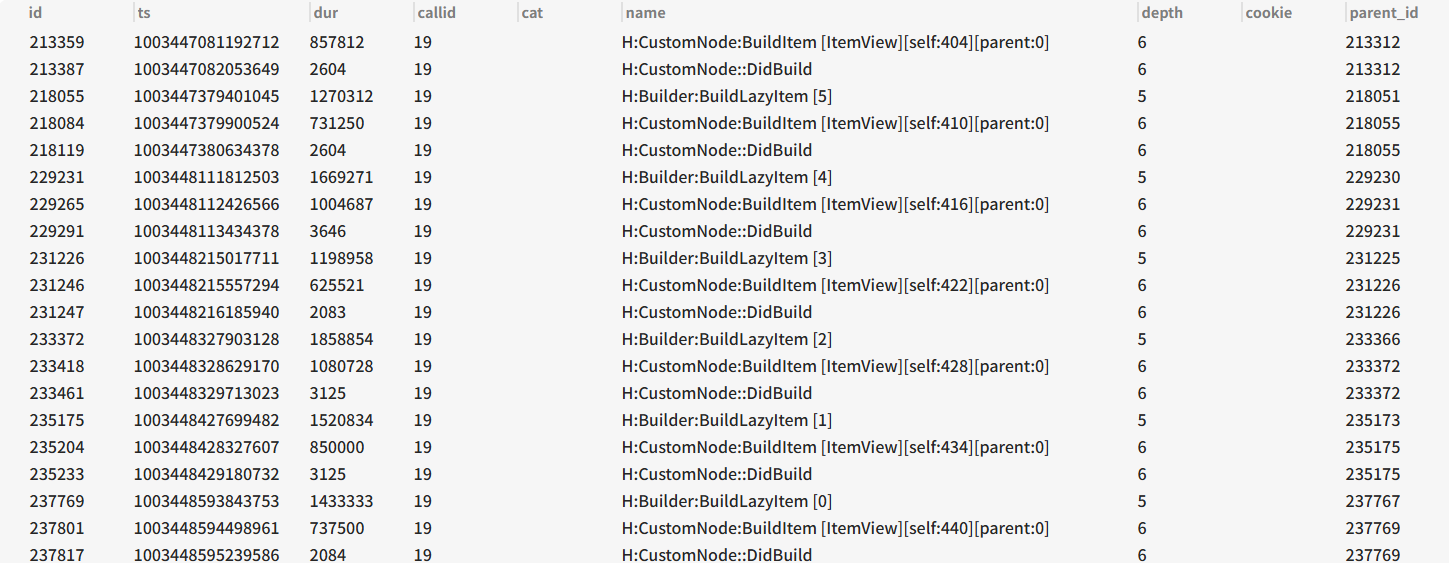 id ts dur callid cat name depth cookie parent_id
213359 1003447081192712 857812 19 H:CustomNode:BuildItem [ItemView][self:404][parent:0] 6 213312
213387 1003447082053649 2604 19 H:CustomNode::DidBuild 6 213312
218055 1003447379401045 1270312 19 H:Builder:BuildLazyItem [5] 5 218051
218084 1003447379900524 731250 19 H:CustomNode:BuildItem [ItemView][self:410][parent:0] 6 218055
218119 1003447380634378 2604 19 H:CustomNode::DidBuild 6 218055
229231 1003448111812503 1669271 19 H:Builder:BuildLazyItem [4] 5 229230
229265 1003448112426566 1004687 19 H:CustomNode:BuildItem [ItemView][self:416][parent:0] 6 229231
229291 1003448113434378 3646 19 H:CustomNode::DidBuild 6 229231
231226 1003448215017711 1198958 19 H:Builder:BuildLazyItem [3] 5 231225
231246 1003448215557294 625521 19 H:CustomNode:BuildItem [ItemView][self:422][parent:0] 6 231226
231247 1003448216185940 2083 19 H:CustomNode::DidBuild 6 231226
233372 1003448327903128 1858854 19 H:Builder:BuildLazyItem [2] 5 233366
233418 1003448328629170 1080728 19 H:CustomNode:BuildItem [ItemView][self:428][parent:0] 6 233372
233461 1003448329713023 3125 19 H:CustomNode::DidBuild 6 233372
235175 1003448427699482 1520834 19 H:Builder:BuildLazyItem [1] 5 235173
235204 1003448428327607 850000 19 H:CustomNode:BuildItem [ItemView][self:434][parent:0] 6 235175
235233 1003448429180732 3125 19 H:CustomNode::DidBuild 6 235175
237769 1003448593843753 1433333 19 H:Builder:BuildLazyItem [0] 5 237767
237801 1003448594498961 737500 19 H:CustomNode:BuildItem [ItemView][self:440][parent:0] 6 237769
237817 1003448595239586 2084 19 H:CustomNode::DidBuild 6 237769